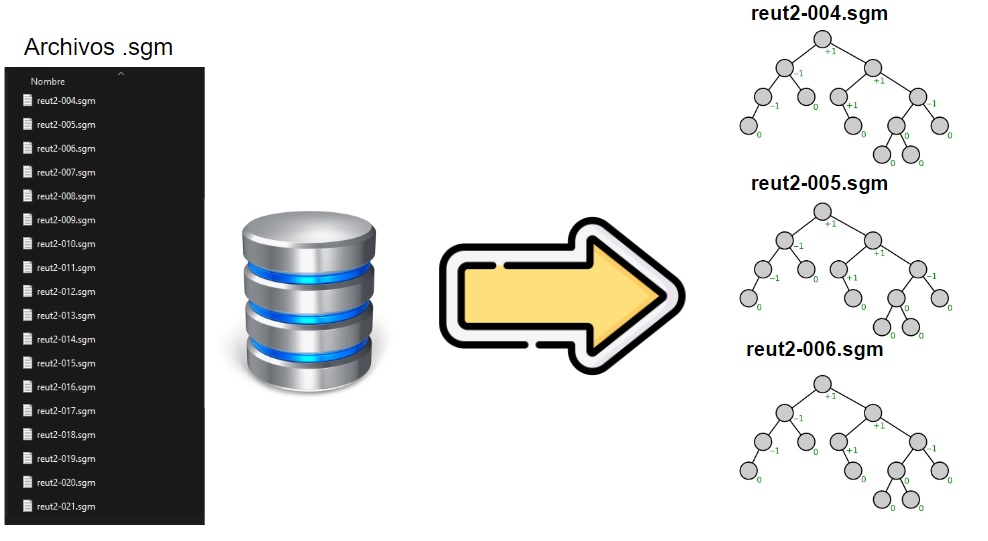 Archivos .sgm
Nombre
reut2-004.sgm
reut2-005.sgm
reut2-006.sgm
reut2-007.sgm
reut2-008.sgm
reut2-009.sgm
reut2-010.sgm
reut2-011.sgm
reut2-012.sgm
reut2-013.sgm
reut2-014.sgm
reut2-015.sgm
reut2-016.sgm
reut2-017.sgm
reut2-018.sgm
reut2-019.sgm
reut2-020.sgm
reut2-021.sgm
reut2-004.sgm
+1
-1 +1
-1 0 +1 -1
0 0 0 0
0 0
reut2-005.sgm
+1
-1 +1
-1 0 +1 -1
0 0 0 0
0 0
reut2-006.sgm
+1
-1 +1
-1 0 +1 -1
0 0 0 0
0 0